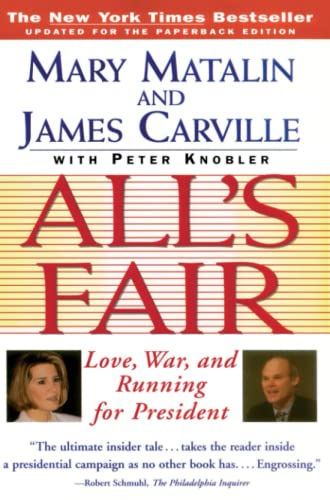 The New York Times Bestseller
UPDATED FOR THE PAPERBACK EDITION
MARY MATALIN
AND
JAMES CARVILLE
WITH PETER KNOBLER
ALL'S
FAIR
Love, War, and
Running
for President
"The ultimate insider tale...takes the reader inside
a presidential campaign as no other book has....Engrossing."
—Robert Schmuhl, The Philadelphia Inquirer